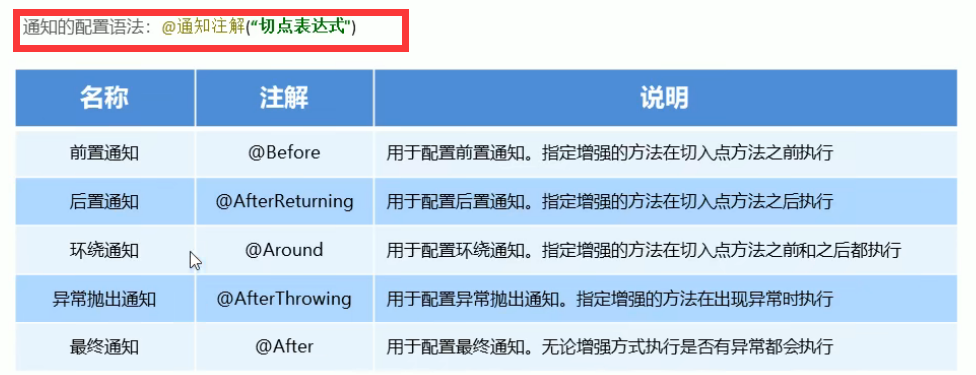 通知的配置语法：@通知注解(“切点表达式")
名称 注解 说明
前置通知 @Before 用于配置前置通知。指定增强的方法在切入点方法之前执行
后置通知 @AfterReturning 用于配置后置通知。指定增强的方法在切入点方法之后执行
环绕通知 @Around 用于配置环绕通知。指定增强的方法在切入点方法之前和之后都执行
异常抛出通知 @AfterThrowing 用于配置异常抛出通知。指定增强的方法在出现异常时执行
最终通知 @After 用于配置最终通知。无论增强方式执行是否有异常都会执行